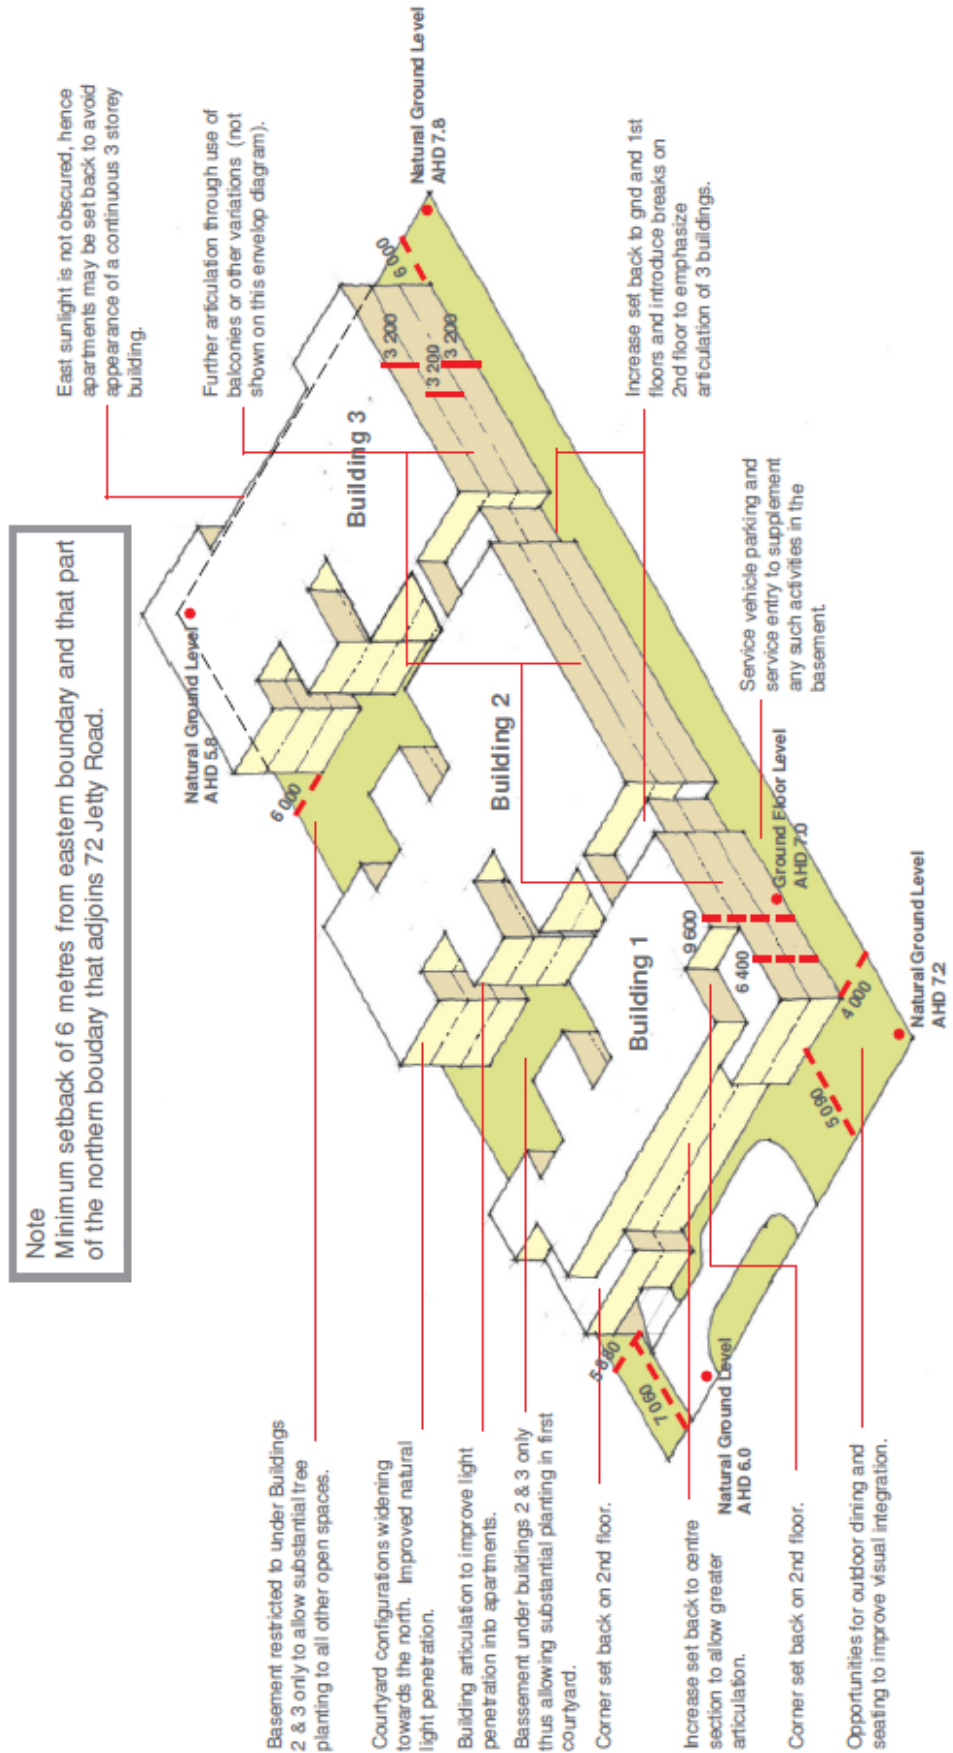 Note
Minimum setback of 6 metres from eastern boundary and that part
of the northern boudary that adjoins 72 Jetty Road.
East sunlight is not obscured, hence
apartments may be set back to avoid
appearance of a continuous 3 storey
building.
Further articulation through use of
balconies or other variations (not
shown on this envelop diagram).
Natural Ground Level
AHD 7.8
Increase set back to gnd and 1st
floors and introduce breaks on
2nd floor to emphasize
articulation of 3 buildings.
Service vehicle parking and
service entry to supplement
any such activities in the
basement.
Natural Ground Level
AHD 5.8
6 000
6 000
3 200
3 200
3 200
Building 3
Building 2
Building 1
9 600
6 400
Ground Floor Level
AHD 7.0
4 000
5 090
Natural Ground Level
AHD 7.2
5 880
7 060
Natural Ground Level
AHD 6.0
Basement restricted to under Buildings
2 & 3 only to allow substantial tree
planting to all other open spaces.
Courtyard configurations widening
towards the north. Improved natural
light penetration.
Building articulation to improve light
penetration into apartments.
Bassement under buildings 2 & 3 only
thus allowing substantial planting in first
courtyard.
Corner set back on 2nd floor.
Increase set back to centre
section to allow greater
articulation.
Corner set back on 2nd floor.
Opportunities for outdoor dining and
seating to improve visual integration.